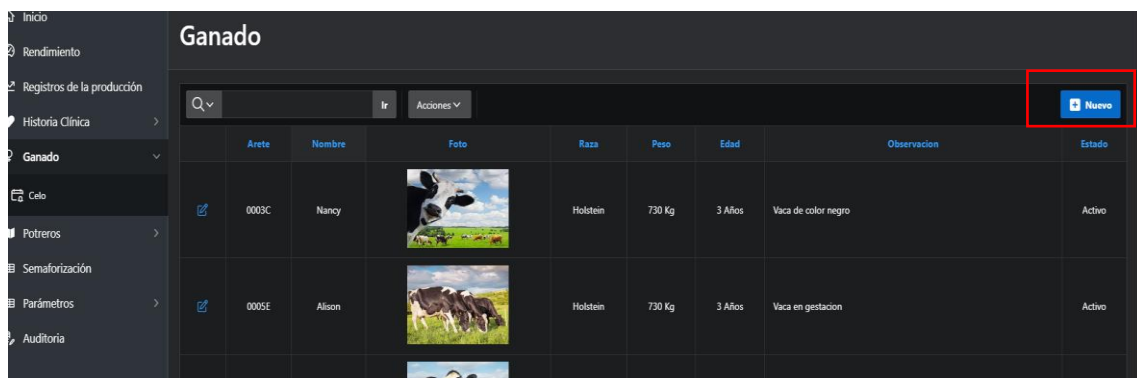 Inicio
Rendimiento
Registros de la producción
Historia Clínica
Ganado
Celo
Potreros
Semaforización
Parámetros
Auditoria
Ganado
Ir
Acciones
Nuevo
Arete Nombre Foto Raza Peso Edad Observacion Estado
0003C Nancy Holstein 730 Kg 3 Años Vaca de color negro Activo
0005E Alison Holstein 730 Kg 3 Años Vaca en gestacion Activo